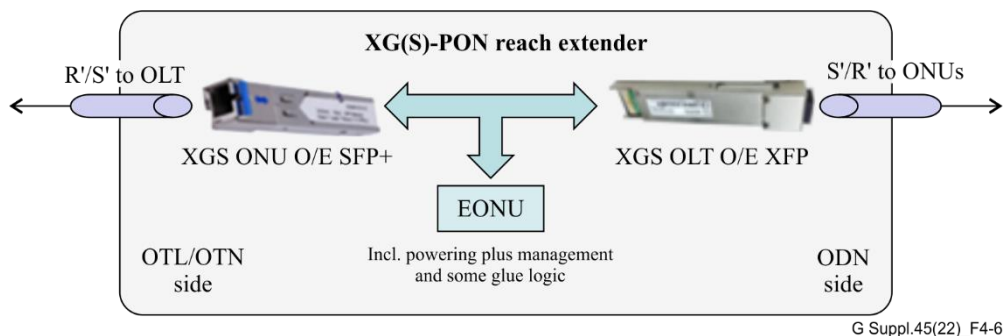 XG(S)-PON reach extender
R'/S' to OLT
S'/R' to ONUs
XGS ONU O/E SFP+
XGS OLT O/E XFP
EONU
Incl. powering plus management
and some glue logic
OTL/OTN
side
ODN
side
G Suppl.45(22)_F4-6